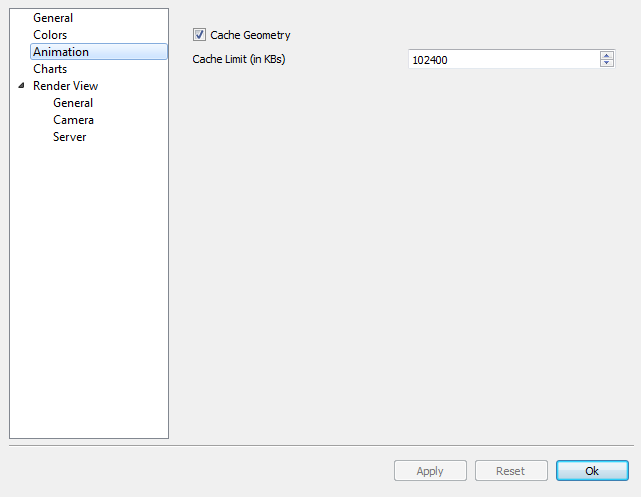 General
Colors
Animation
Charts
Render View
General
Camera
Server
Cache Geometry
Cache Limit (in KBs) 102400
Apply Reset Ok